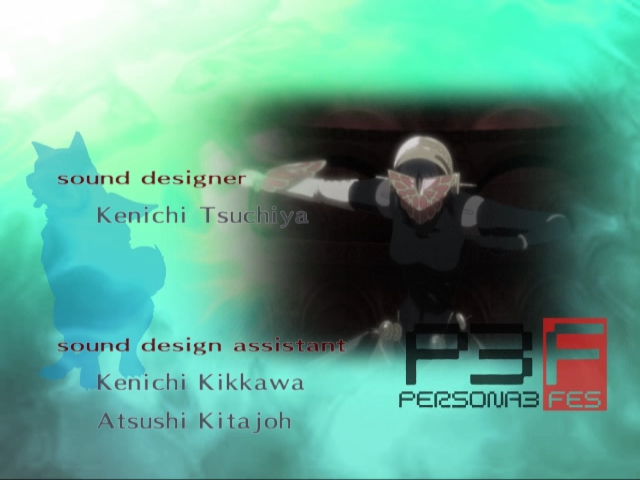 sound designer
Kenichi Tsuchiya
sound design assistant
Kenichi Kikkawa
Atsushi Kitajoh
P3F
PERSONA3 FES